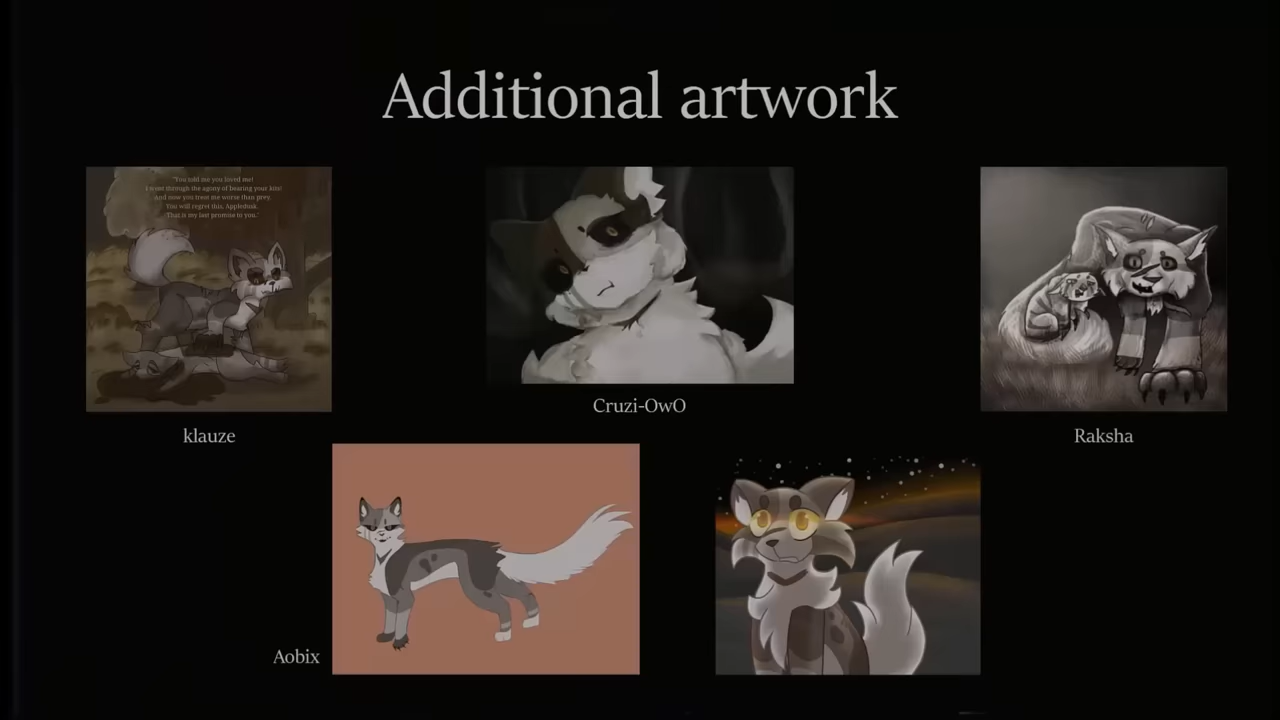 Additional artwork
"You told me you loved me!
I went through the agony of bearing your kits!
And now you treat me worse than prey.
You will regret this, Appledusk.
That is my last promise to you."
klauze
Cruzi-OwO
Raksha
Aobix